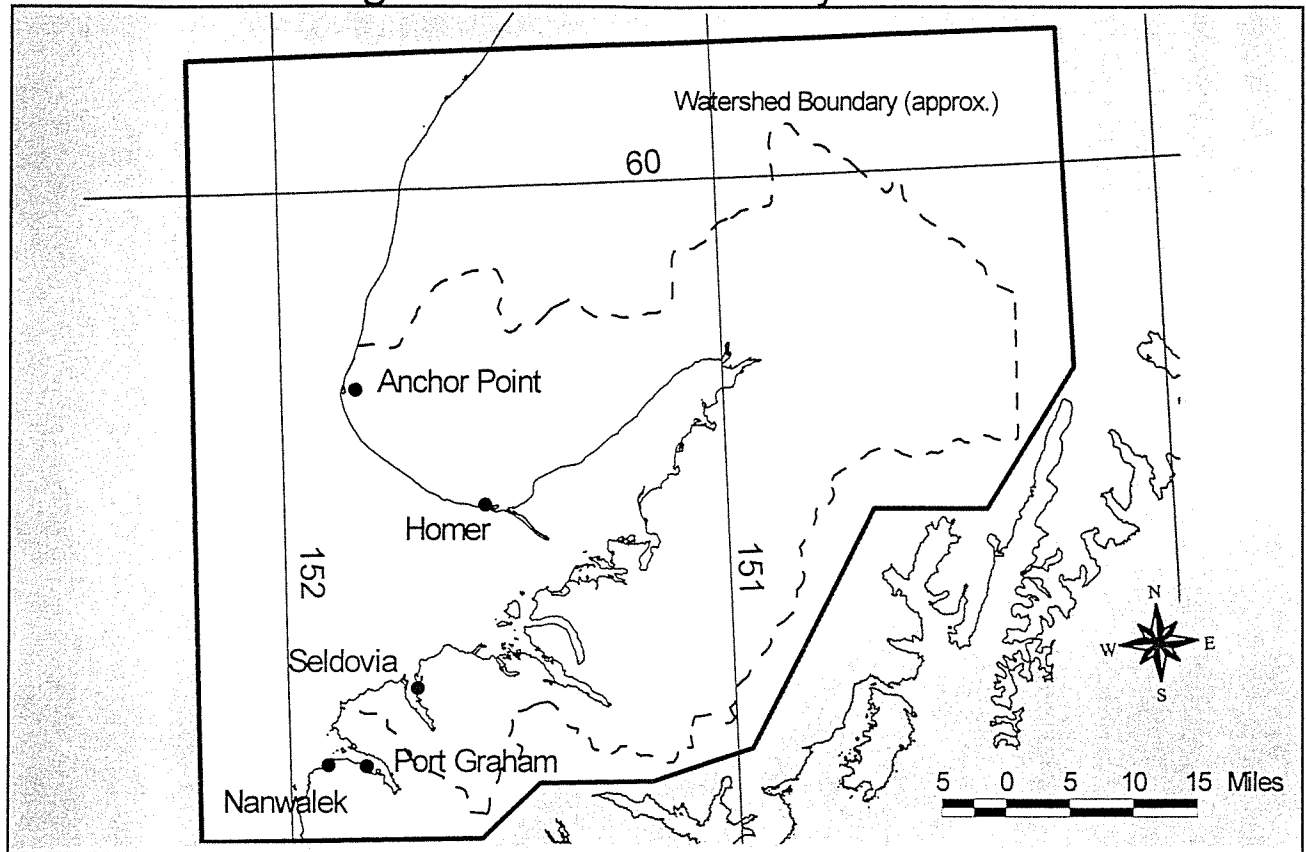 Watershed Boundary (approx.)
60
Anchor Point
Homer
152
151
Seldovia
Port Graham
Nanwalek
N
W E
S
5 0 5 10 15 Miles